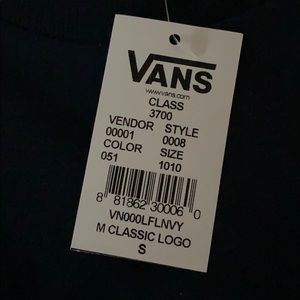 VANS
www.vans.com
CLASS
3700
VENDOR STYLE
00001 0008
COLOR SIZE
051 1010
8 81862 30006 0
VN000LFLNVY
M CLASSIC LOGO
S